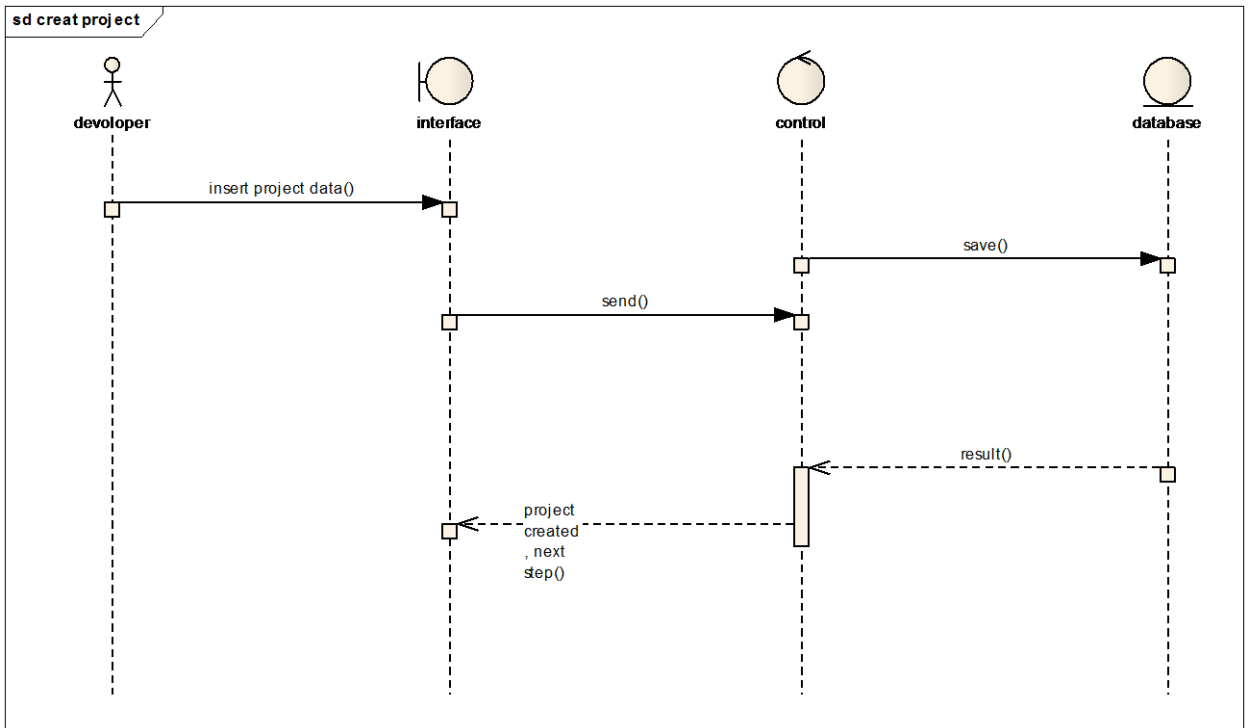 sd creat project
devoloper
interface
control
database
insert project data()
save()
send()
result()
project
created
, next
step()